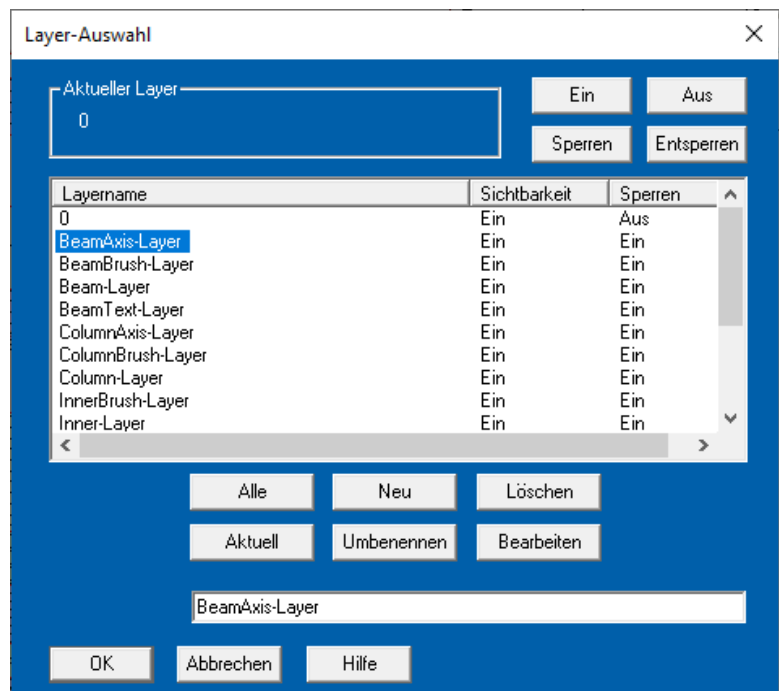 Layer-Auswahl
Aktueller Layer
0
Ein Aus
Sperren Entsperren
Layername Sichtbarkeit Sperren
0 Ein Aus
BeamAxis-Layer Ein Ein
BeamBrush-Layer Ein Ein
Beam-Layer Ein Ein
BeamText-Layer Ein Ein
ColumnAxis-Layer Ein Ein
ColumnBrush-Layer Ein Ein
Column-Layer Ein Ein
InnerBrush-Layer Ein Ein
Inner-Layer Ein Ein
Alle Neu Löschen
Aktuell Umbenennen Bearbeiten
BeamAxis-Layer
OK Abbrechen Hilfe